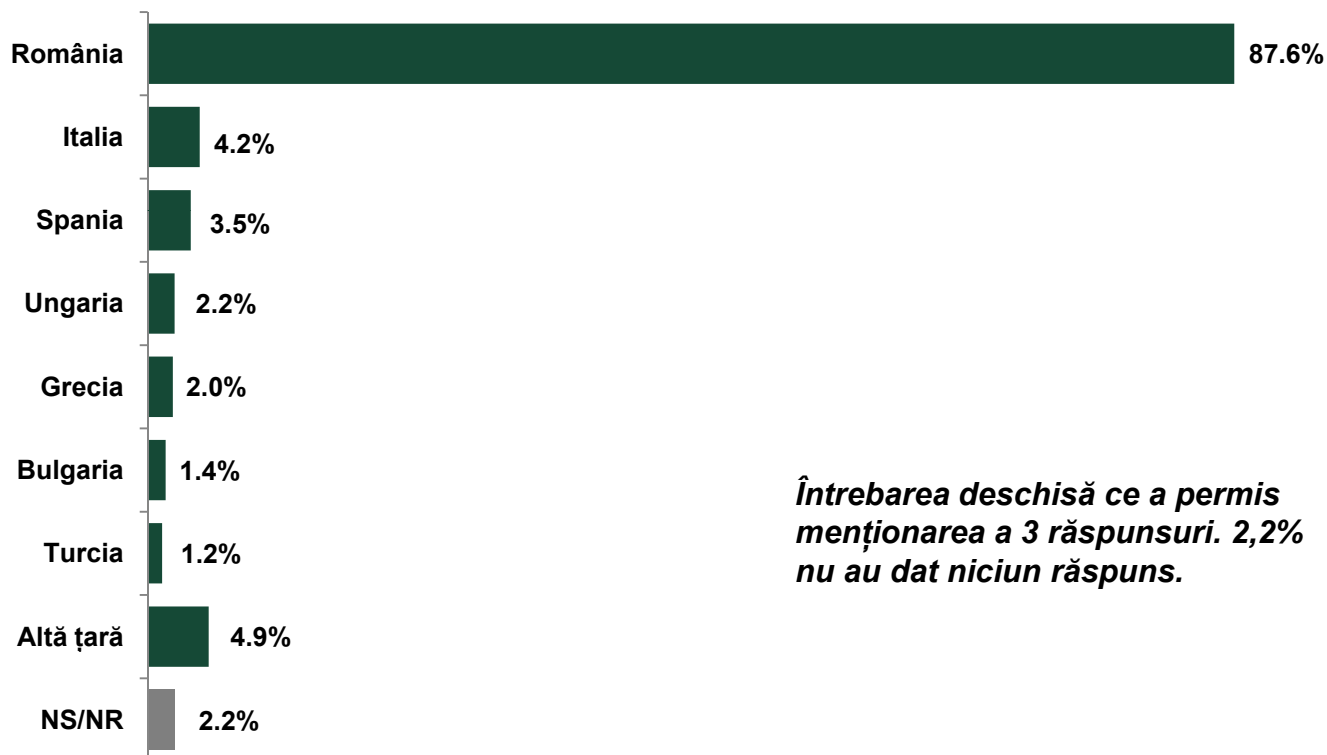 România 87.6%
Italia 4.2%
Spania 3.5%
Ungaria 2.2%
Grecia 2.0%
Bulgaria 1.4%
Turcia 1.2%
Altă țară 4.9%
NS/NR 2.2%
Întrebarea deschisă ce a permis
menționarea a 3 răspunsuri. 2,2%
nu au dat niciun răspuns.